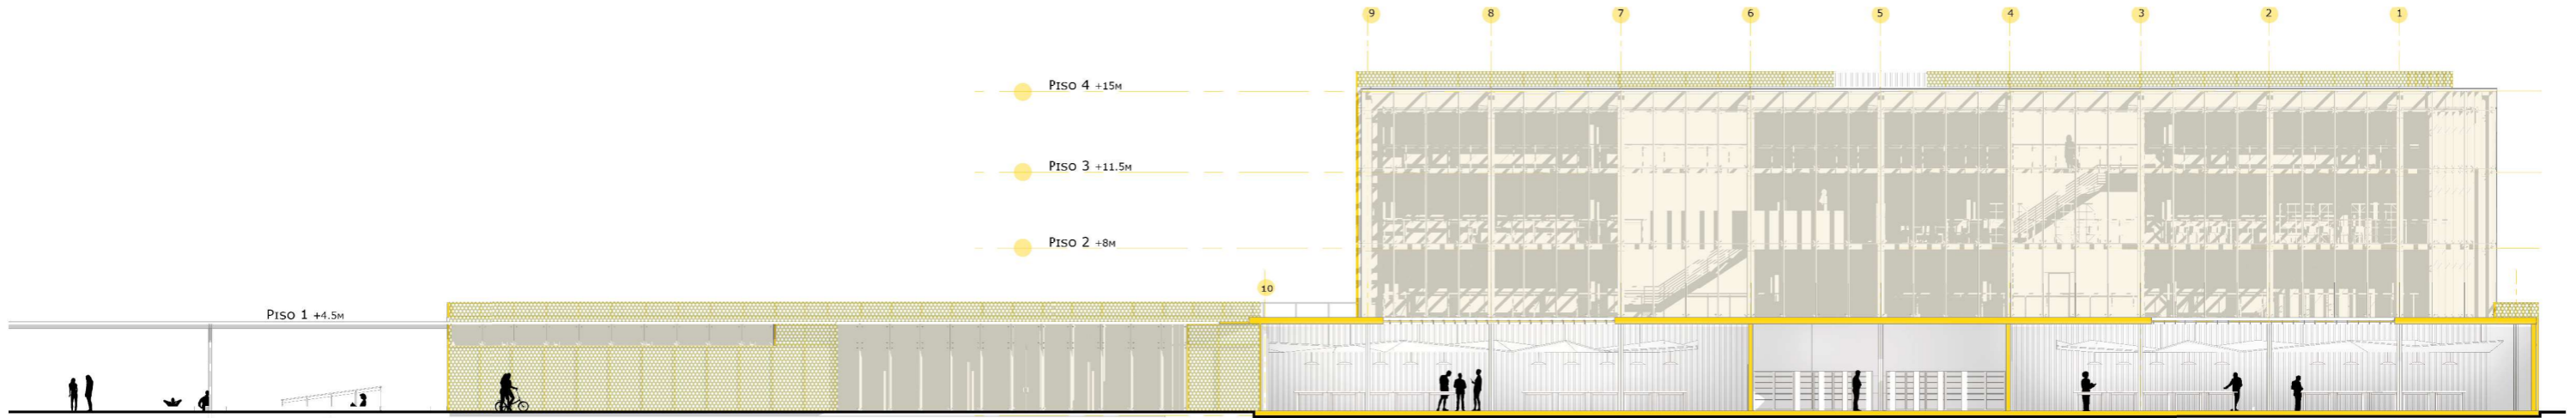 9 8 7 6 5 4 3 2 1
PISO 4 +15M
PISO 3 +11.5M
PISO 2 +8M
10
PISO 1 +4.5M